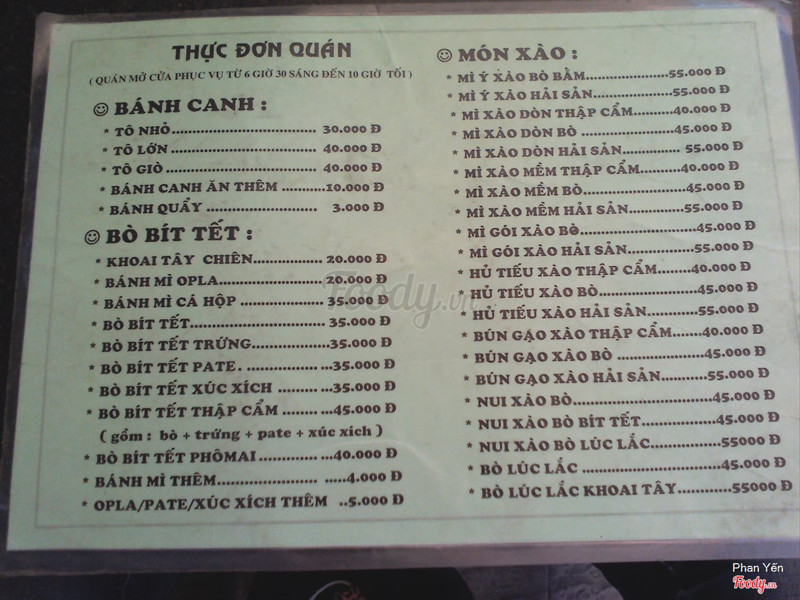 THỰC ĐƠN QUÁN
( QUÁN MỞ CỬA PHỤC VỤ TỪ 6 GIỜ 30 SÁNG ĐẾN 10 GIỜ TỐI )
BÁNH CANH :
* TÔ NHỎ.................................. 30.000 Đ
* TÔ LỚN .................................. 40.000 Đ
* TÔ GIÒ .................................. 40.000 Đ
* BÁNH CANH ĂN THÊM ..........10.000 Đ
* BÁNH QUẨY .......................... 3.000 Đ
BÒ BÍT TẾT :
* KHOAI TÂY CHIÊN................ 20.000 Đ
* BÁNH MÌ OPLA........................ 20.000 Đ
* BÁNH MÌ CÁ HỘP .................... 35.000 Đ
* BÒ BÍT TẾT................................ 35.000 Đ
* BÒ BÍT TẾT TRỨNG..................35.000 Đ
* BÒ BÍT TẾT PATE. .................. ...35.000 Đ
* BÒ BÍT TẾT XÚC XÍCH ......... ...35.000 Đ
* BÒ BÍT TẾT THẬP CẨM ........ ...45.000 Đ
( gồm : bò + trứng + pate + xúc xích )
* BÒ BÍT TẾT PHÔMAI ............. ...40.000 Đ
* BÁNH MÌ THÊM....................... .....4.000 Đ
* OPLA/PATE/XÚC XÍCH THÊM ..5.000 Đ
MÓN XÀO :
* MÌ Ý XÀO BÒ BẰM......................55.000 Đ
* MÌ Ý XÀO HẢI SẢN.....................55.000 Đ
* MÌ XÀO DÒN THẬP CẨM..........40.000 Đ
* MÌ XÀO DÒN BÒ ........................45.000 Đ
* MÌ XÀO DÒN HẢI SẢN............... 55.000 Đ
* MÌ XÀO MỀM THẬP CẨM..........40.000 Đ
* MÌ XÀO MỀM BÒ.........................45.000 Đ
* MÌ XÀO MỀM HẢI SẢN.............55.000 Đ
* MÌ GÓI XÀO BÒ...........................45.000 Đ
* MÌ GÓI XÀO HẢI SẢN................55.000 Đ
* HỦ TIẾU XÀO THẬP CẨM........40.000 Đ
* HỦ TIẾU XÀO BÒ.......................45.000 Đ
* HỦ TIẾU XÀO HẢI SẢN............55.000 Đ
* BÚN GẠO XÀO THẬP CẨM.......40.000 Đ
* BÚN GẠO XÀO BÒ ....................45.000 Đ
* BÚN GẠO XÀO HẢI SẢN...........55.000 Đ
* NUI XÀO BÒ................................45.000 Đ
* NUI XÀO BÒ BÍT TẾT.................45.000 Đ
* NUI XÀO BÒ LÚC LẮC................55000 Đ
* BÒ LÚC LẮC ...............................45.000 Đ
* BÒ LÚC LẮC KHOAI TÂY............55000 Đ
Foody.vn
Phan Yến
Foody.vn